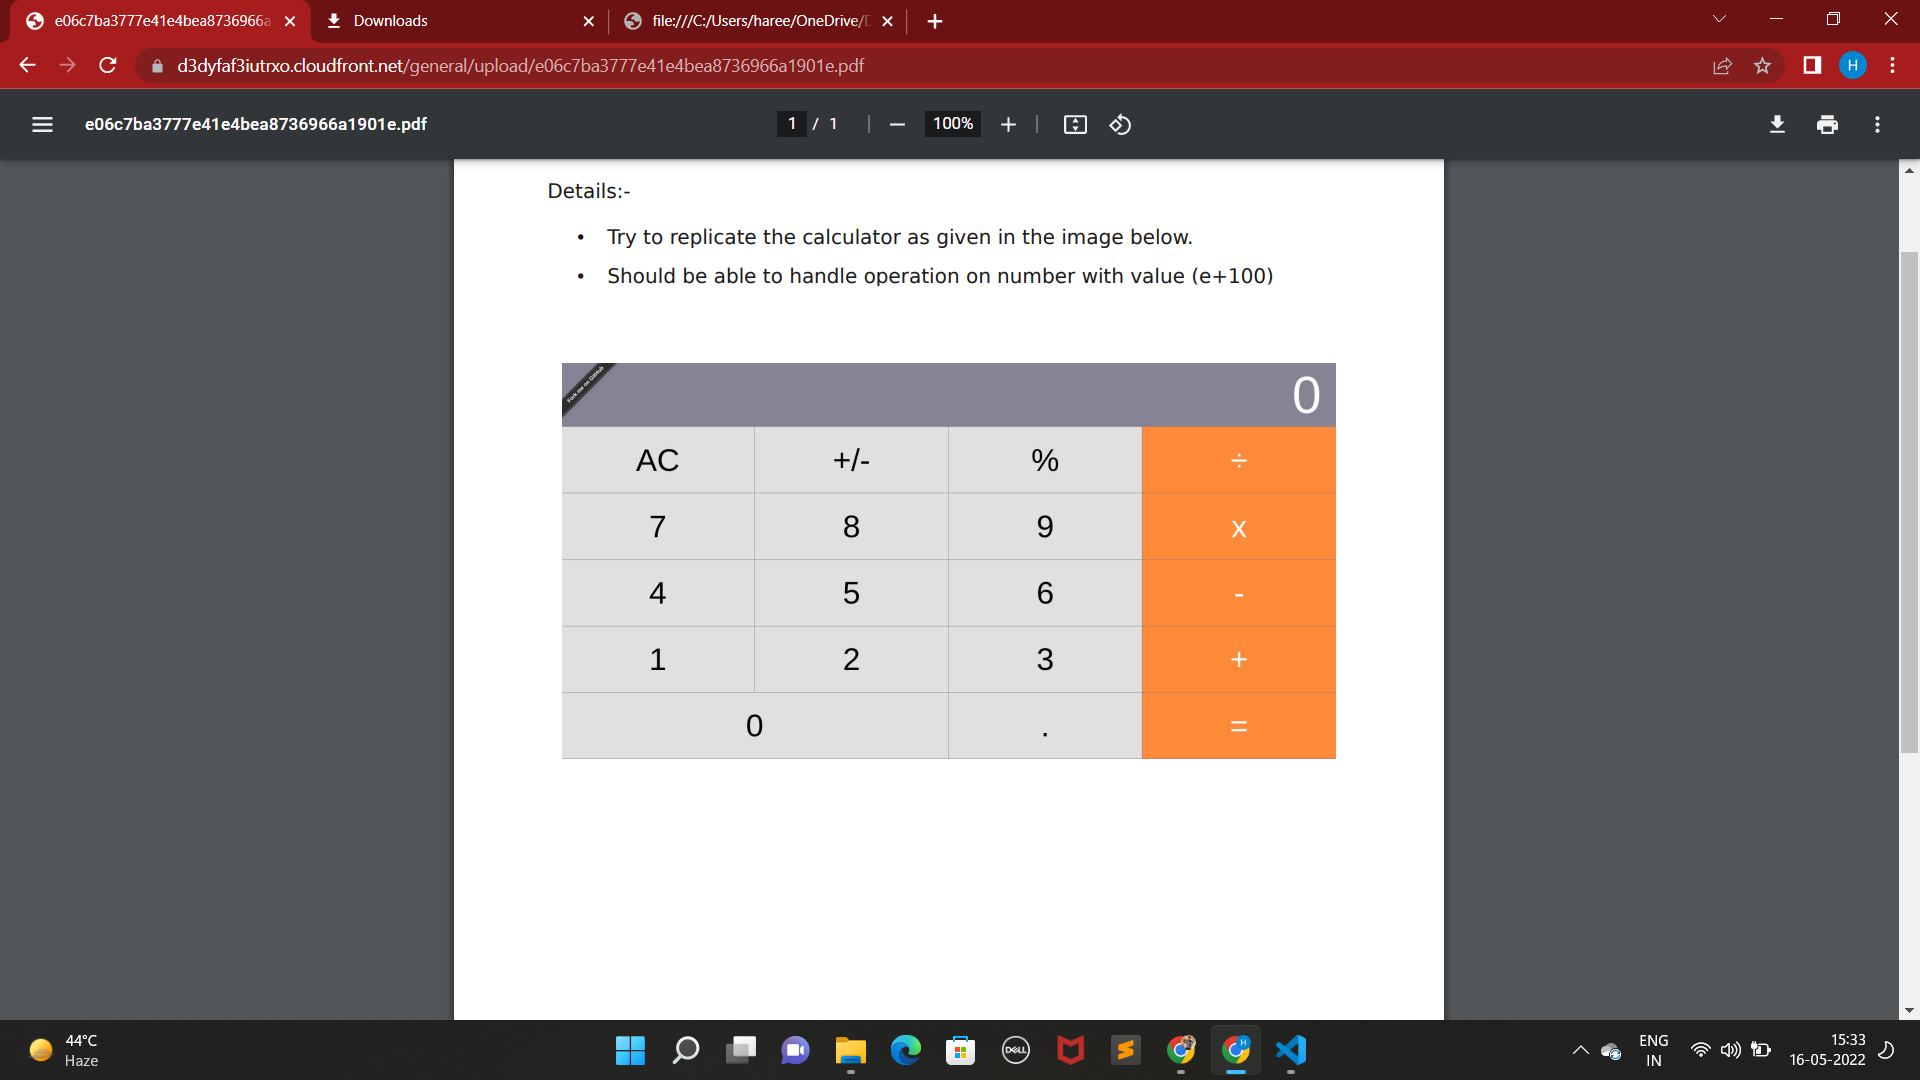 e06c7ba3777e41e4bea8736966a
Downloads
file:///C:/Users/haree/OneDrive/D
d3dyfaf3iutrxo.cloudfront.net/general/upload/e06c7ba3777e41e4bea8736966a1901e.pdf
H
e06c7ba3777e41e4bea8736966a1901e.pdf
1 / 1
100%
Details:-
• Try to replicate the calculator as given in the image below.
• Should be able to handle operation on number with value (e+100)
Fork me on GitHub
0
AC +/- % ÷
7 8 9 x
4 5 6 -
1 2 3 +
0 . =
44°C
Haze
DELL
H
ENG
IN
15:33
16-05-2022